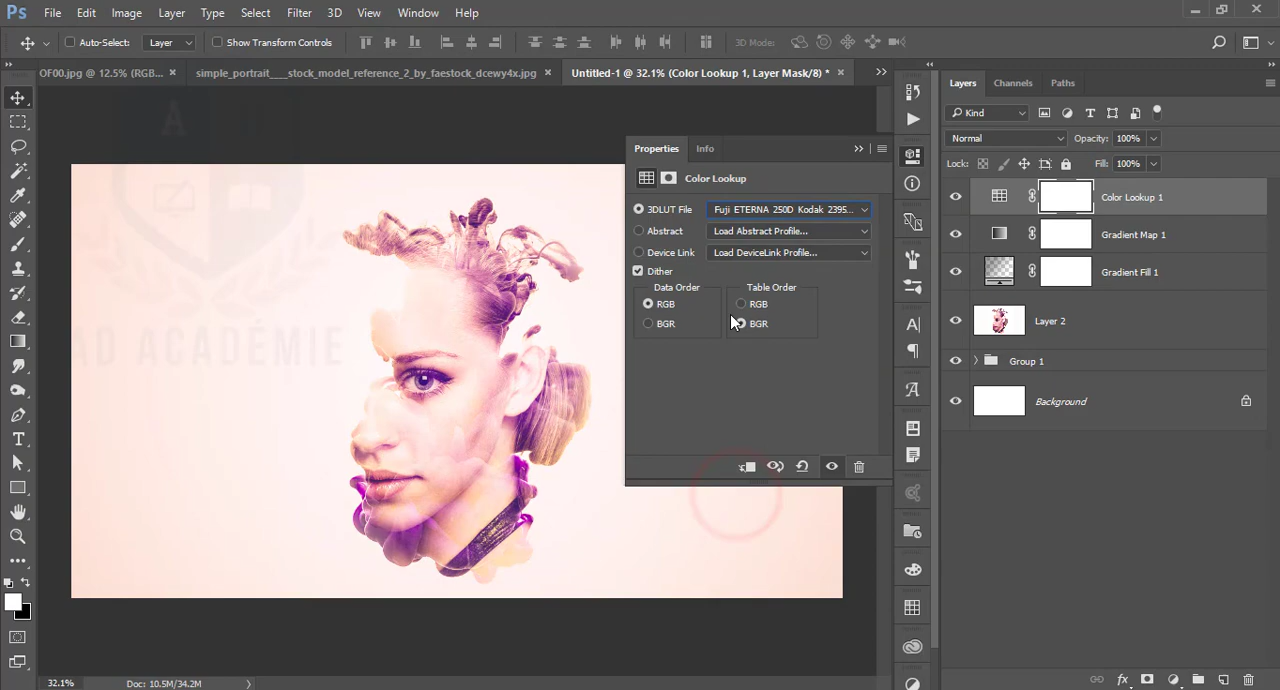 Ps File Edit Image Layer Type Select Filter 3D View Window Help
Auto-Select: Layer Show Transform Controls 3D Mode:
OF00.jpg @ 12.5% (RGB... × simple_portrait___stock_model_reference_2_by_faestock_dcewy4x.jpg × Untitled-1 @ 32.1% (Color Lookup 1, Layer Mask/8) * ×
Layers Channels Paths
Kind
Normal Opacity: 100%
Lock: Fill: 100%
Color Lookup 1
Gradient Map 1
Gradient Fill 1
Layer 2
Group 1
Background
Properties Info
Color Lookup
3DLUT File Fuji ETERNA 250D Kodak 2395...
Abstract Load Abstract Profile...
Device Link Load DeviceLink Profile...
Dither
Data Order Table Order
RGB RGB
BGR BGR
A
AD ACADÉMIE
32.1% Doc: 10.5M/34.2M